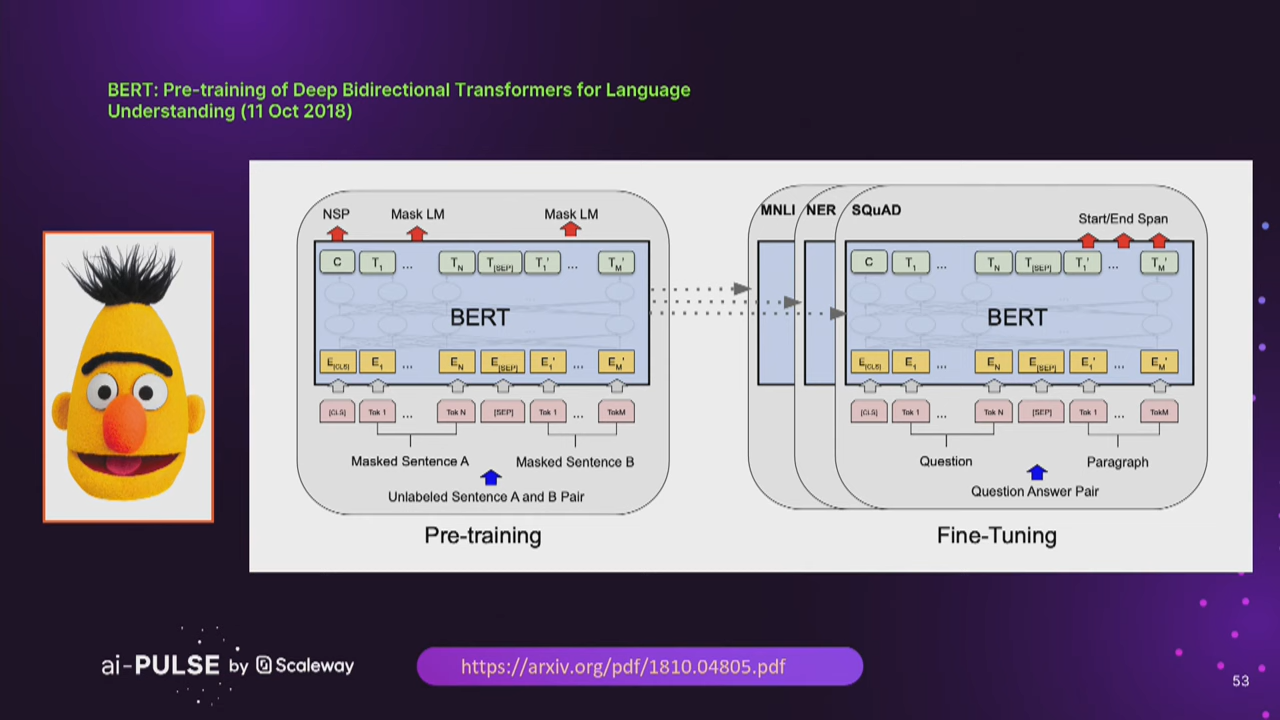 BERT: Pre-training of Deep Bidirectional Transformers for Language
Understanding (11 Oct 2018)
NSP Mask LM Mask LM
C T1 ... TN T[SEP] T1' ... TM'
BERT
E[CLS] E1 ... EN E[SEP] E1' ... EM'
[CLS] Tok 1 ... Tok N [SEP] Tok 1 ... TokM
Masked Sentence A Masked Sentence B
Unlabeled Sentence A and B Pair
Pre-training
MNLI NER SQuAD
Start/End Span
C T1 ... TN T[SEP] T1' ... TM'
BERT
E[CLS] E1 ... EN E[SEP] E1' ... EM'
[CLS] Tok 1 ... Tok N [SEP] Tok 1 ... TokM
Question Paragraph
Question Answer Pair
Fine-Tuning
ai-PULSE by Scaleway
https://arxiv.org/pdf/1810.04805.pdf
53